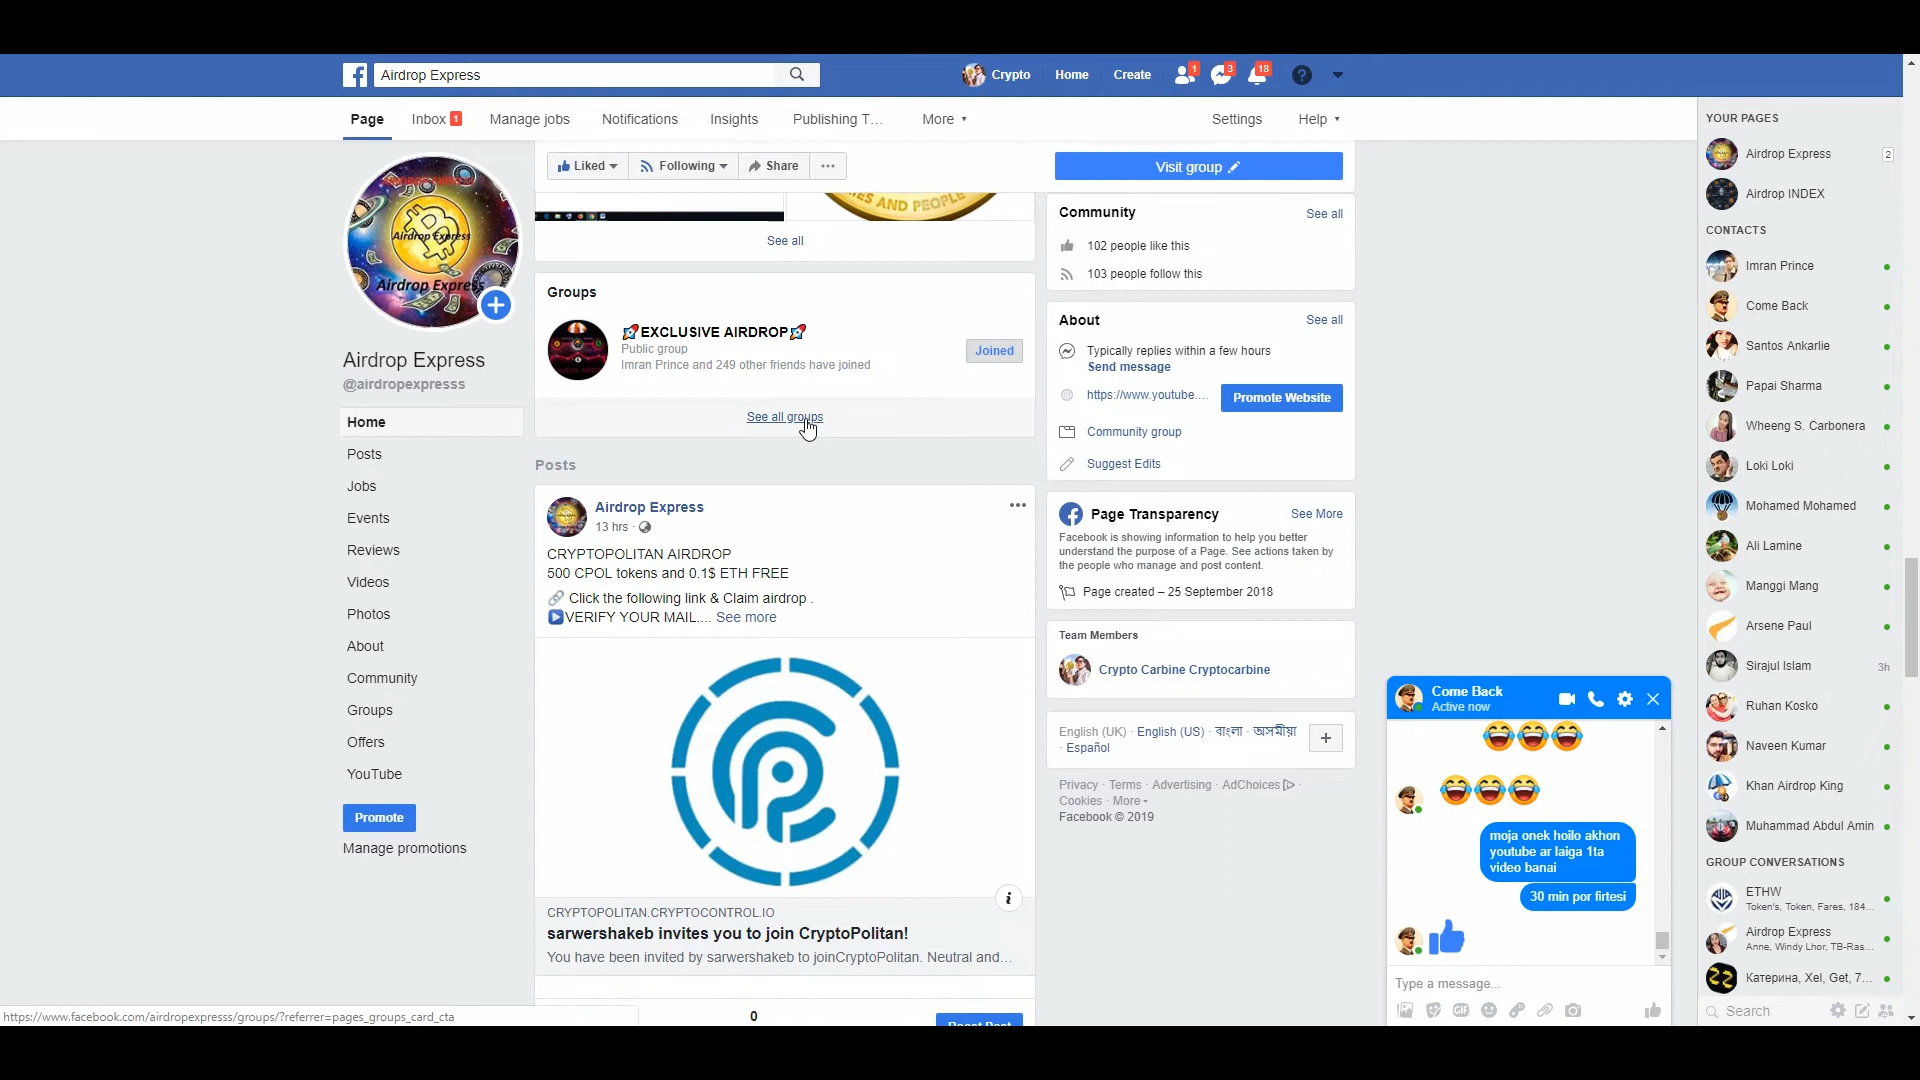 Airdrop Express
Crypto
Home
Create
1
3
18
Page
Inbox 1
Manage jobs
Notifications
Insights
Publishing T...
More
Settings
Help
Liked
Following
Share
Visit group
Airdrop Express
Airdrop Express
Airdrop Express
@airdropexpresss
Home
Posts
Jobs
Events
Reviews
Videos
Photos
About
Community
Groups
Offers
YouTube
Promote
Manage promotions
ES AND PEOPLE
See all
Groups
🚀EXCLUSIVE AIRDROP🚀
Public group
Imran Prince and 249 other friends have joined
Joined
See all groups
Posts
Airdrop Express
13 hrs ·
CRYPTOPOLITAN AIRDROP
500 CPOL tokens and 0.1$ ETH FREE
🔗 Click the following link & Claim airdrop .
▶VERIFY YOUR MAIL.... See more
CRYPTOPOLITAN.CRYPTOCONTROL.IO
sarwershakeb invites you to join CryptoPolitan!
You have been invited by sarwershakeb to joinCryptoPolitan. Neutral and...
0
Boost Post
Community
See all
102 people like this
103 people follow this
About
See all
Typically replies within a few hours
Send message
https://www.youtube....
Promote Website
Community group
Suggest Edits
Page Transparency
See More
Facebook is showing information to help you better
understand the purpose of a Page. See actions taken by
the people who manage and post content.
Page created – 25 September 2018
Team Members
Crypto Carbine Cryptocarbine
English (UK) · English (US) · বাংলা · অসমীয়া
· Español
Privacy · Terms · Advertising · AdChoices ·
Cookies · More
Facebook © 2019
Come Back
Active now
😂😂😂
😂😂😂
moja onek hoilo akhon
youtube ar laiga 1ta
video banai
30 min por firtesi
Type a message...
YOUR PAGES
Airdrop Express
2
Airdrop INDEX
CONTACTS
Imran Prince
Come Back
Santos Ankarlie
Papai Sharma
Wheeng S. Carbonera
Loki Loki
Mohamed Mohamed
Ali Lamine
Manggi Mang
Arsene Paul
Sirajul Islam
3h
Ruhan Kosko
Naveen Kumar
Khan Airdrop King
Muhammad Abdul Amin
GROUP CONVERSATIONS
ETHW
Token's, Token, Fares, 184...
Airdrop Express
Anne, Windy Lhor, TB-Ras...
Катерина, Xel, Get, 7...
Search
https://www.facebook.com/airdropexpresss/groups/?referrer=pages_groups_card_cta